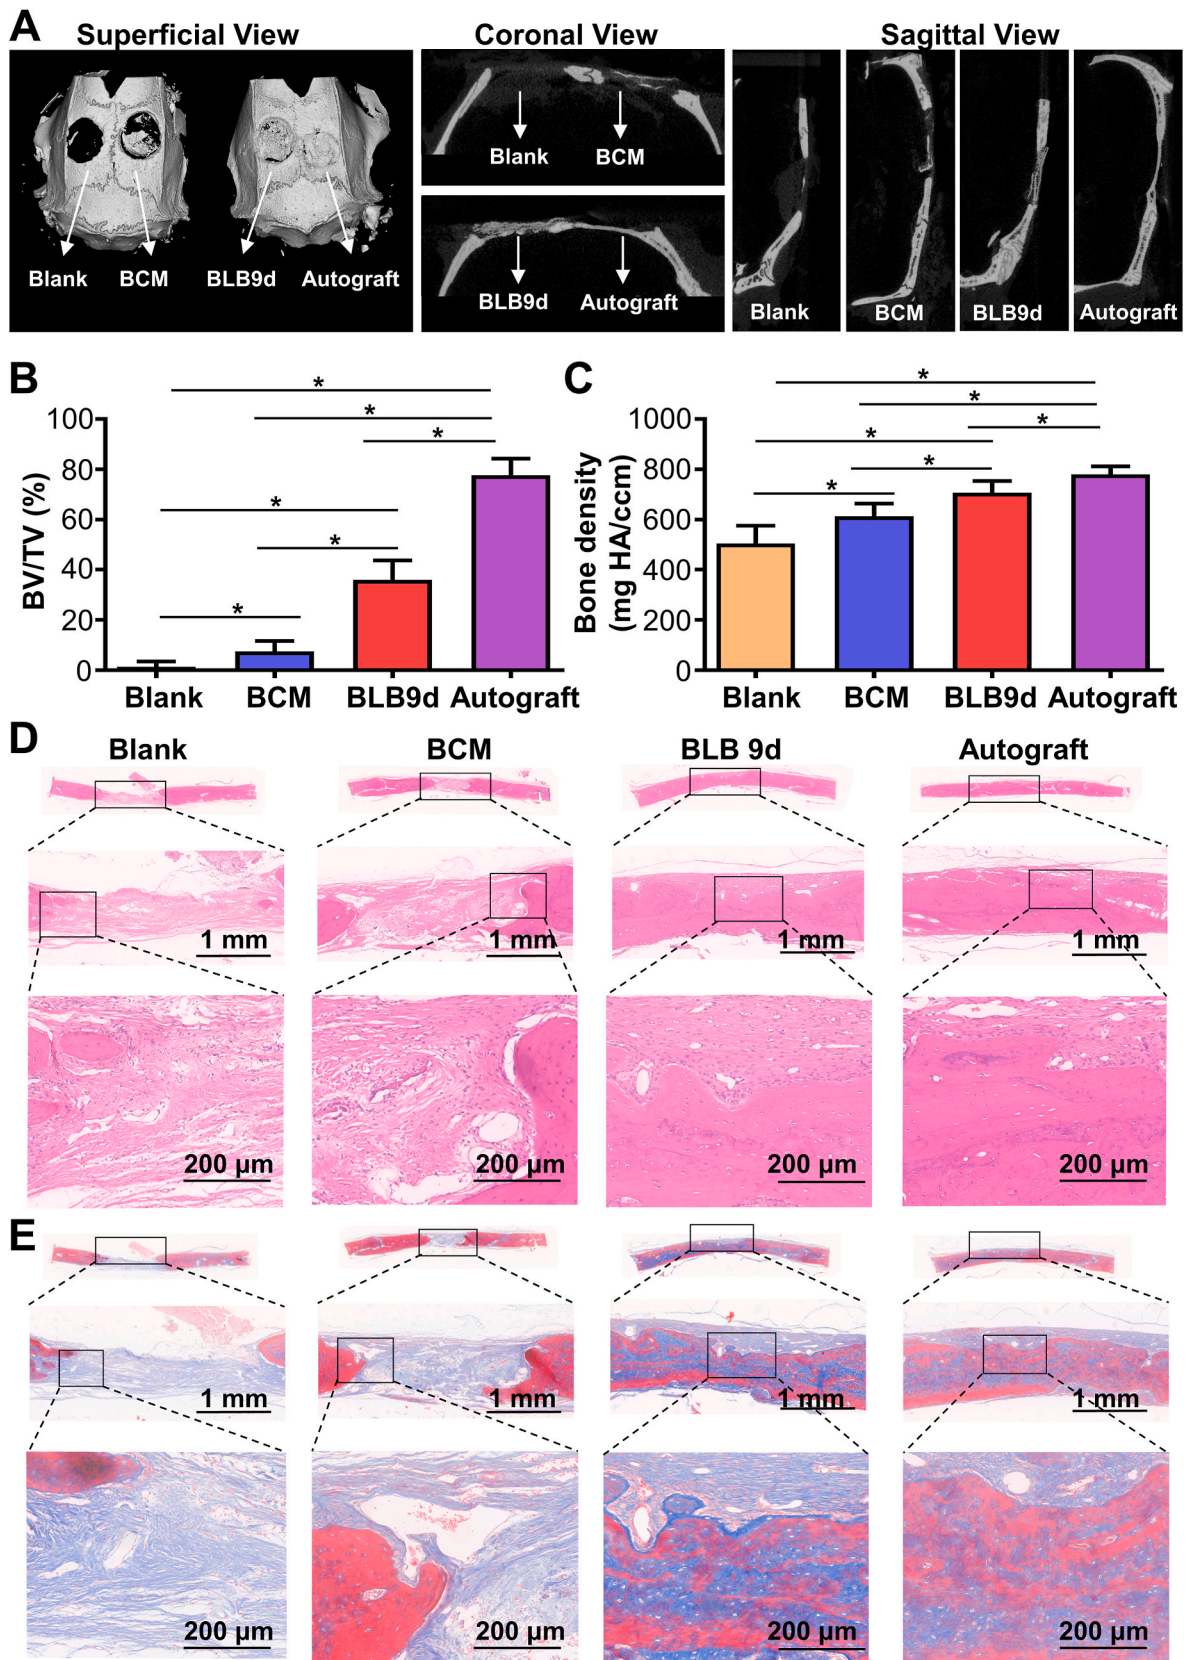 A
Superficial View
Coronal View
Sagittal View
Blank
BCM
BLB9d
Autograft
Blank
BCM
BLB9d
Autograft
Blank
BCM
BLB9d
Autograft
B
BV/TV (%)
100
80
60
40
20
0
*
*
*
*
*
*
Blank
BCM
BLB9d
Autograft
C
Bone density
(mg HA/ccm)
1000
800
600
400
200
0
*
*
*
*
*
*
Blank
BCM
BLB9d
Autograft
D
Blank
BCM
BLB 9d
Autograft
1 mm
1 mm
1 mm
1 mm
200 µm
200 µm
200 µm
200 µm
E
1 mm
1 mm
1 mm
1 mm
200 µm
200 µm
200 µm
200 µm